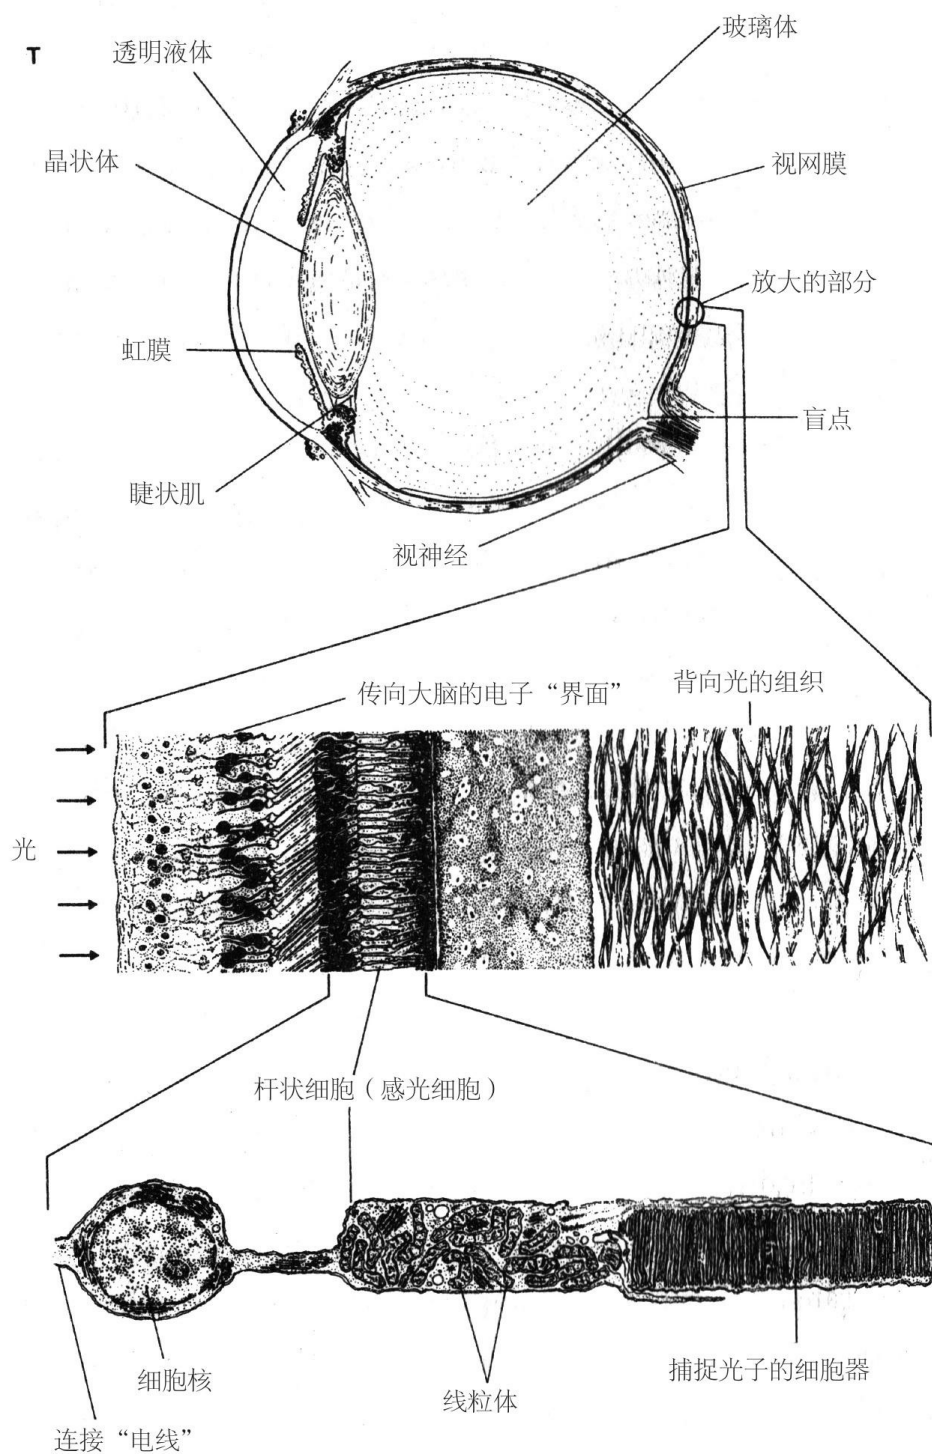 T
透明液体
玻璃体
晶状体
视网膜
放大的部分
虹膜
盲点
睫状肌
视神经
传向大脑的电子“界面”
背向光的组织
光
杆状细胞（感光细胞）
细胞核
线粒体
捕捉光子的细胞器
连接“电线”